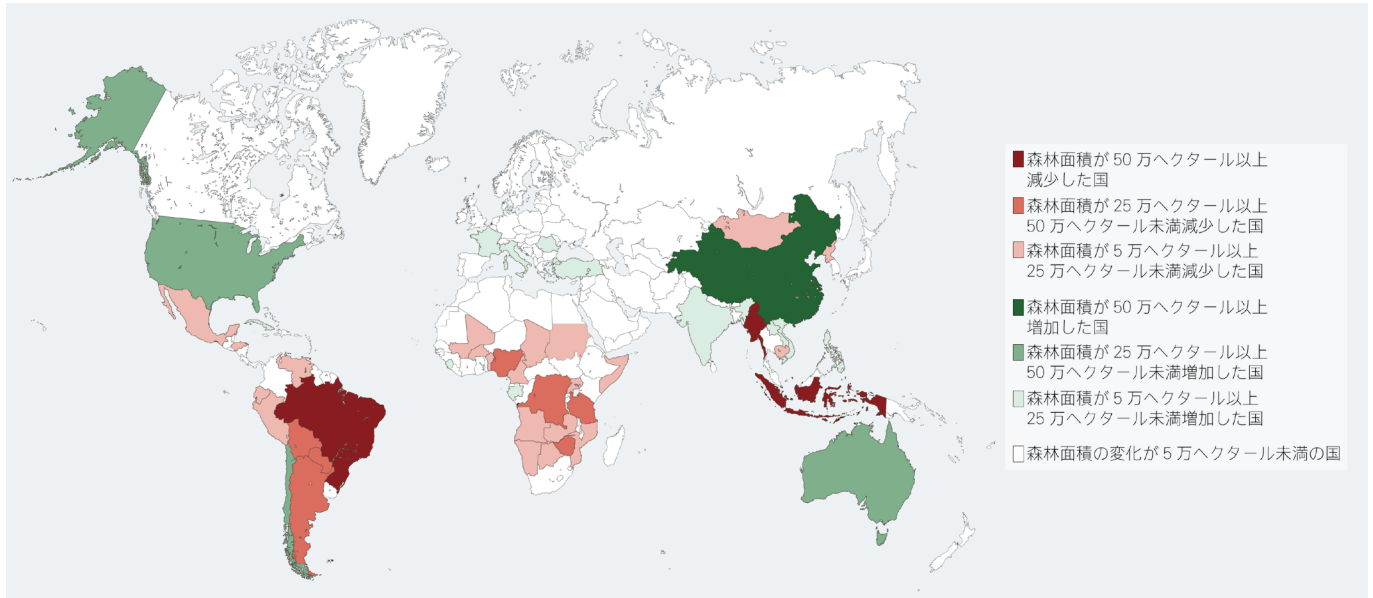 森林面積が 50 万ヘクタール以上
減少した国
森林面積が 25 万ヘクタール以上
50 万ヘクタール未満減少した国
森林面積が 5 万ヘクタール以上
25 万ヘクタール未満減少した国
森林面積が 50 万ヘクタール以上
増加した国
森林面積が 25 万ヘクタール以上
50 万ヘクタール未満増加した国
森林面積が 5 万ヘクタール以上
25 万ヘクタール未満増加した国
森林面積の変化が 5 万ヘクタール未満の国